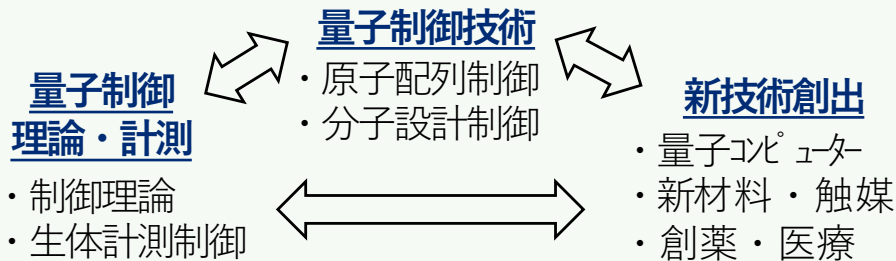 量子制御技術
・原子配列制御
・分子設計制御
量子制御
理論・計測
・制御理論
・生体計測制御
新技術創出
・量子ｺﾝﾋﾟｭｰﾀｰ
・新材料・触媒
・創薬・医療